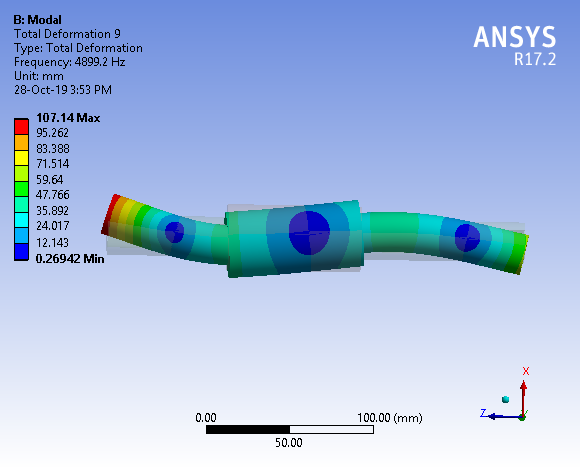 B: Modal
Total Deformation 9
Type: Total Deformation
Frequency: 4899.2 Hz
Unit: mm
28-Oct-19 3:53 PM
ANSYS
R17.2
107.14 Max
95.262
83.388
71.514
59.64
47.766
35.892
24.017
12.143
0.26942 Min
0.00
100.00 (mm)
50.00
X
Z
Y